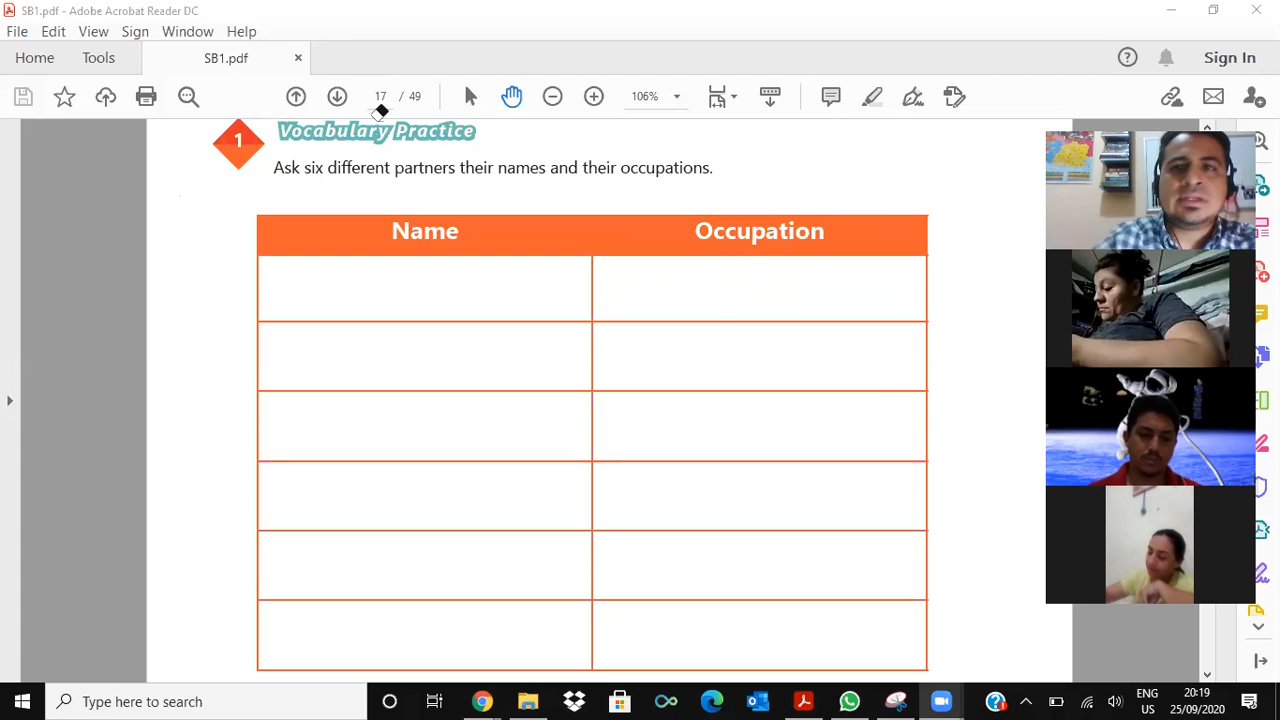 SB1.pdf - Adobe Acrobat Reader DC
File Edit View Sign Window Help
Home Tools SB1.pdf × Sign In
17 / 49 106%
1
Vocabulary Practice
Ask six different partners their names and their occupations.
Name Occupation
Type here to search
ENG
US
20:19
25/09/2020